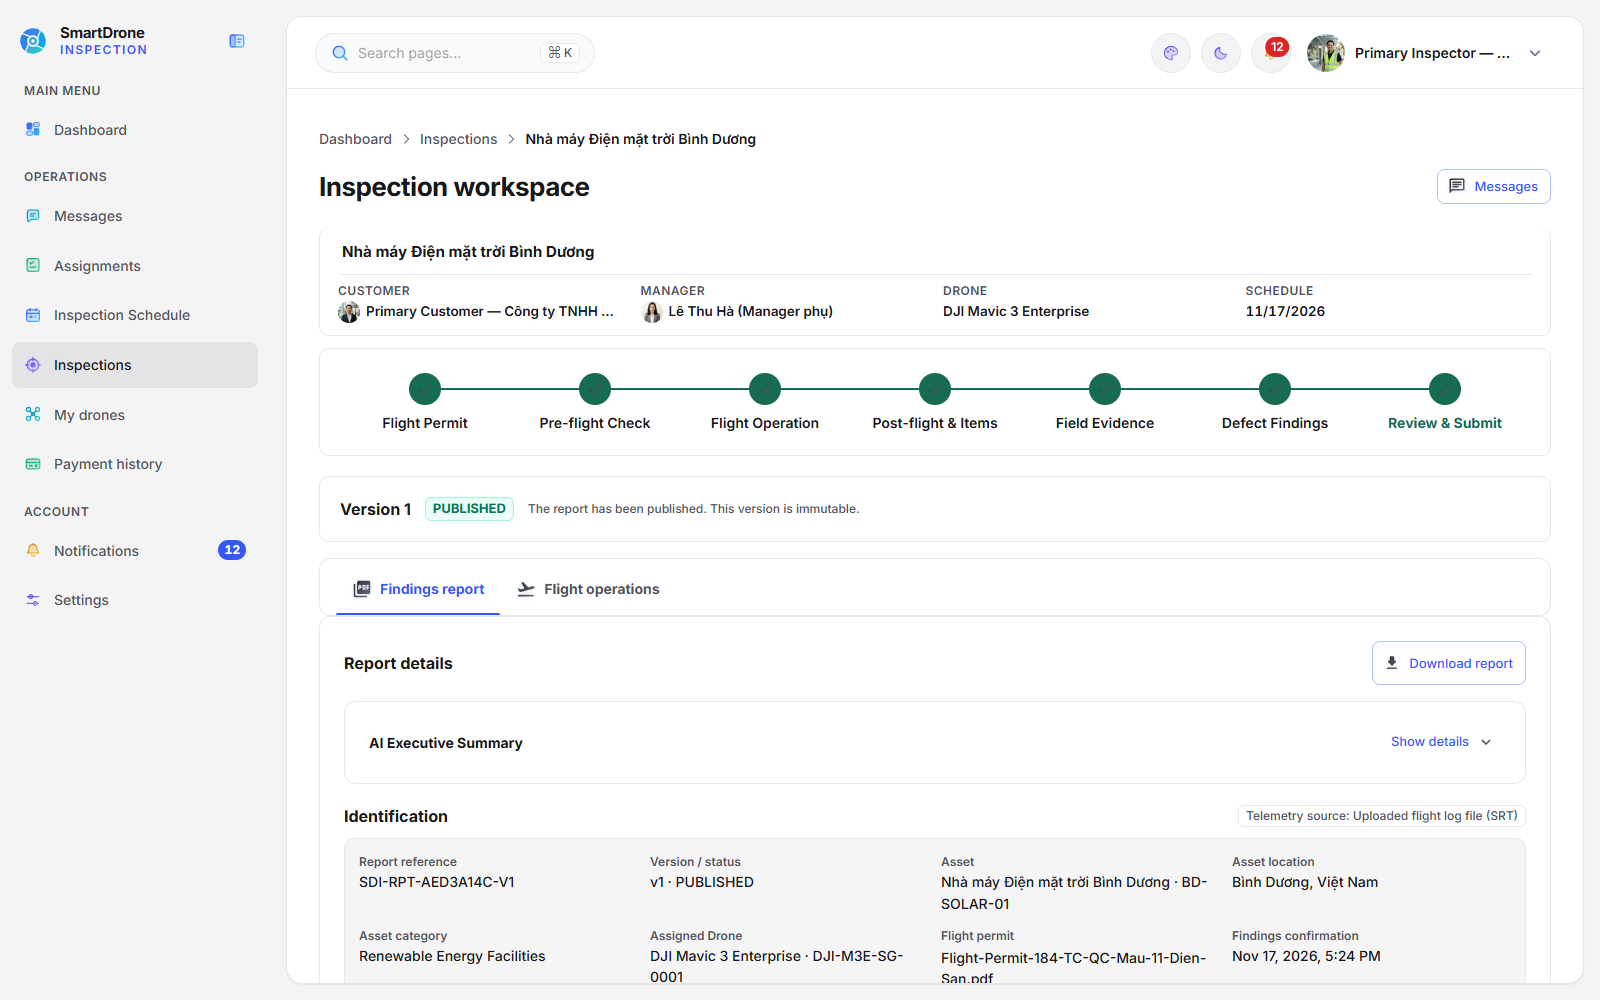 SmartDrone
INSPECTION
MAIN MENU
Dashboard
OPERATIONS
Messages
Assignments
Inspection Schedule
Inspections
My drones
Payment history
ACCOUNT
Notifications 12
Settings
Search pages... ⌘ K
12
Primary Inspector — ...
Dashboard > Inspections > Nhà máy Điện mặt trời Bình Dương
Inspection workspace
Messages
Nhà máy Điện mặt trời Bình Dương
CUSTOMER MANAGER DRONE SCHEDULE
Primary Customer — Công ty TNHH ... Lê Thu Hà (Manager phụ) DJI Mavic 3 Enterprise 11/17/2026
Flight Permit Pre-flight Check Flight Operation Post-flight & Items Field Evidence Defect Findings Review & Submit
Version 1 PUBLISHED The report has been published. This version is immutable.
Findings report Flight operations
Report details Download report
AI Executive Summary Show details
Identification Telemetry source: Uploaded flight log file (SRT)
Report reference Version / status Asset Asset location
SDI-RPT-AED3A14C-V1 v1 · PUBLISHED Nhà máy Điện mặt trời Bình Dương · BD- Bình Dương, Việt Nam
SOLAR-01
Asset category Assigned Drone Flight permit Findings confirmation
Renewable Energy Facilities DJI Mavic 3 Enterprise · DJI-M3E-SG- Flight-Permit-184-TC-QC-Mau-11-Dien- Nov 17, 2026, 5:24 PM
0001 San.pdf